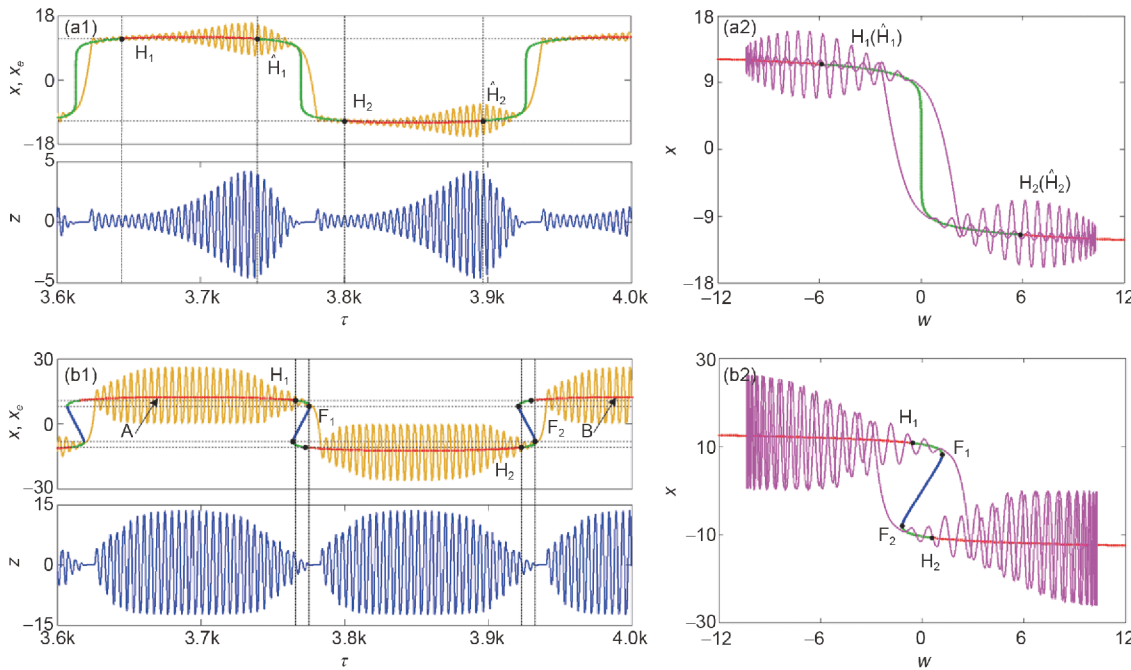 (a1)
18
0
−18
x, xₑ
H₁
Ĥ₁
H₂
Ĥ₂
5
0
−5
z
3.6k
3.7k
3.8k
3.9k
4.0k
τ
(a2)
18
9
0
−9
−18
x
H₁(Ĥ₁)
H₂(Ĥ₂)
−12
−6
0
6
12
w
(b1)
30
0
−30
x, xₑ
A
H₁
F₁
H₂
F₂
B
15
0
−15
z
3.6k
3.7k
3.8k
3.9k
4.0k
τ
(b2)
30
10
−10
−30
x
H₁
F₁
F₂
H₂
−12
−6
0
6
12
w